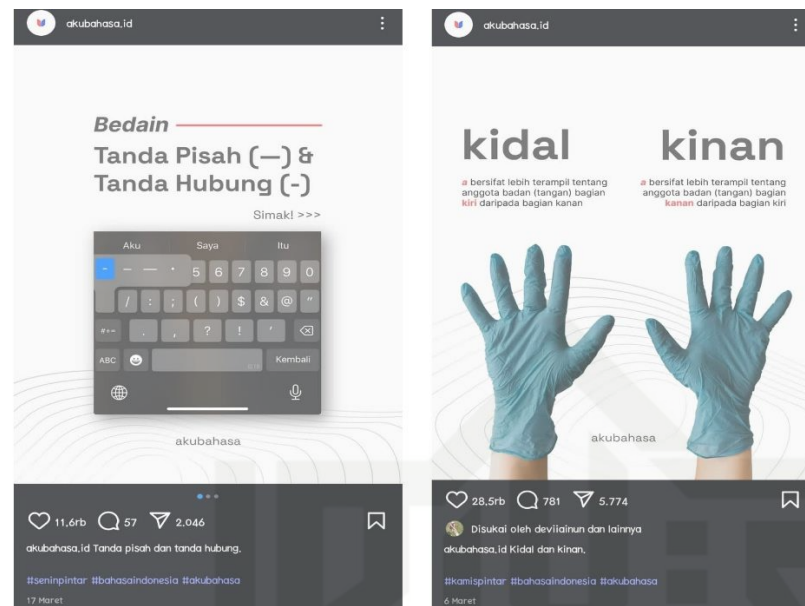 akubahasa.id
Bedain
Tanda Pisah (—) &
Tanda Hubung (-)
Simak! >>>
Aku Saya Itu
- – — • 5 6 7 8 9 0
/ : ; ( ) $ & @ "
#+= . , ? ! ' 
ABC Kembali
akubahasa
11,6rb 57 2.046
akubahasa.id Tanda pisah dan tanda hubung.
#seninpintar #bahasaindonesia #akubahasa
17 Maret
akubahasa.id
kidal
a bersifat lebih terampil tentang
anggota badan (tangan) bagian
kiri daripada bagian kanan
kinan
a bersifat lebih terampil tentang
anggota badan (tangan) bagian
kanan daripada bagian kiri
akubahasa
28,5rb 781 5.774
Disukai oleh deviiainun dan lainnya
akubahasa.id Kidal dan kinan.
#kamispintar #bahasaindonesia #akubahasa
6 Maret